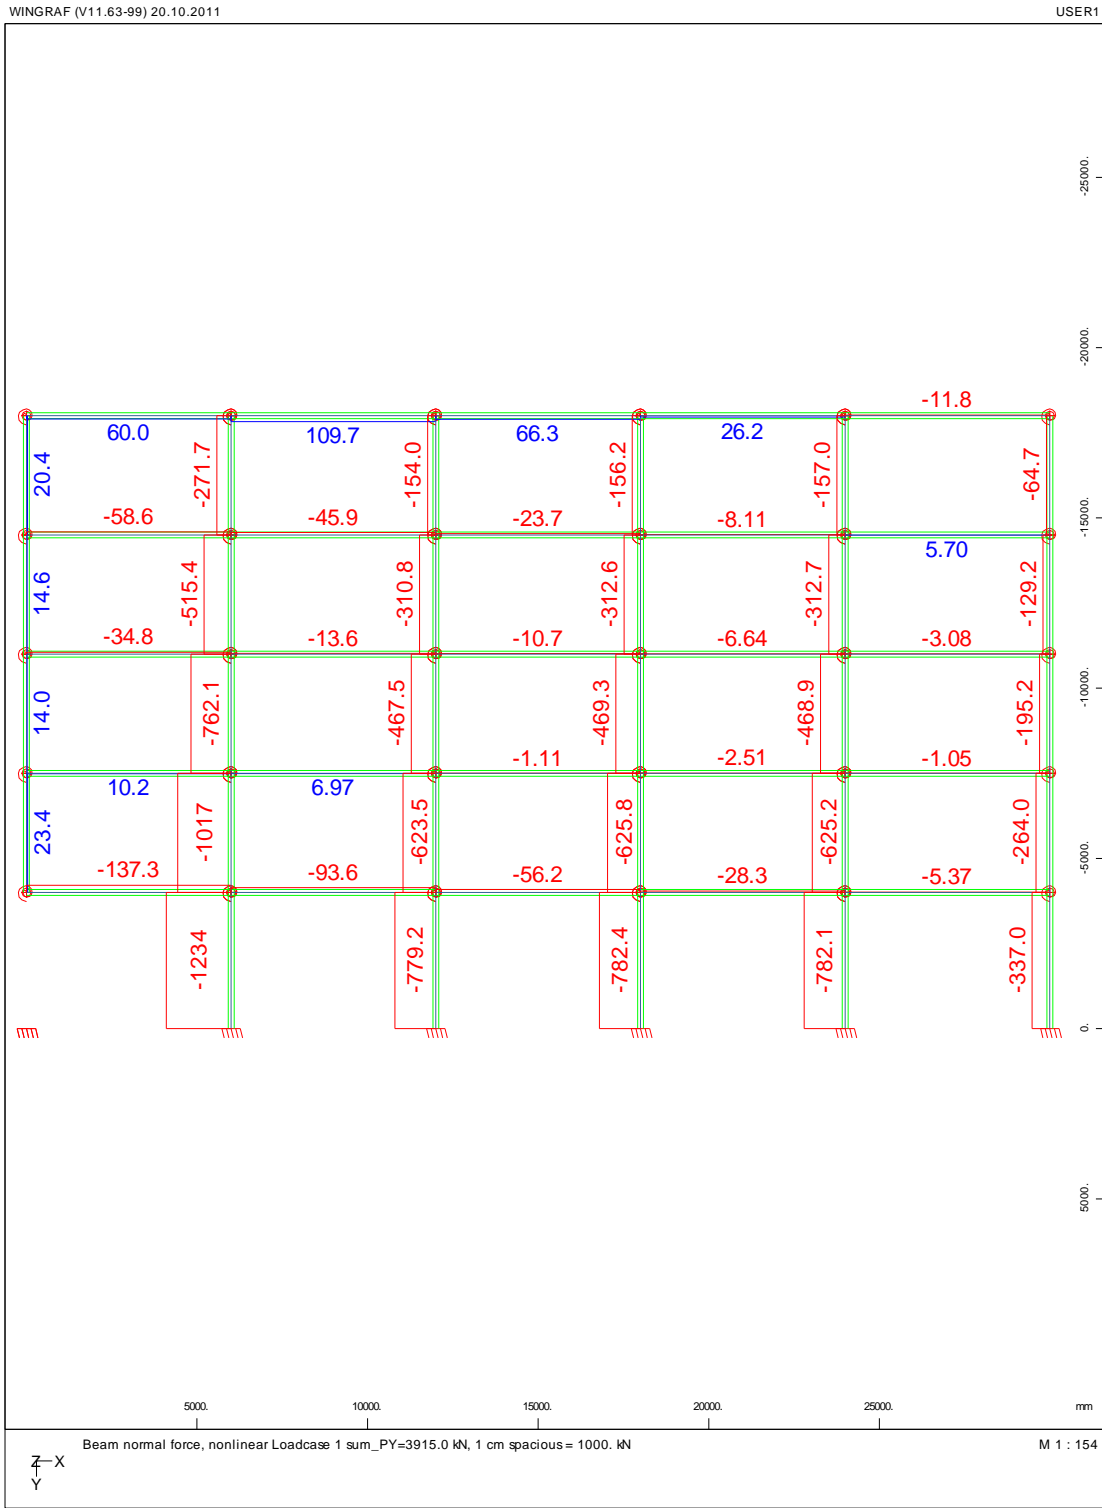 WINGRAF (V11.63-99) 20.10.2011 USER1
-25000.
-20000.
-11.8
60.0 109.7 66.3 26.2
20.4 -271.7 -154.0 -156.2 -157.0 -64.7
-58.6 -45.9 -23.7 -8.11 -15000.
5.70
14.6 -515.4 -310.8 -312.6 -312.7 -129.2
-34.8 -13.6 -10.7 -6.64 -3.08
14.0 -762.1 -467.5 -469.3 -468.9 -195.2 -10000.
-1.11 -2.51 -1.05
10.2 6.97
23.4 -1017 -623.5 -625.8 -625.2 -264.0
-137.3 -93.6 -56.2 -28.3 -5.37 -5000.
-1234 -779.2 -782.4 -782.1 -337.0
0.
5000.
5000. 10000. 15000. 20000. 25000. mm
Beam normal force, nonlinear Loadcase 1 sum_PY=3915.0 kN, 1 cm spacious = 1000. kN M 1 : 154
Z X
Y